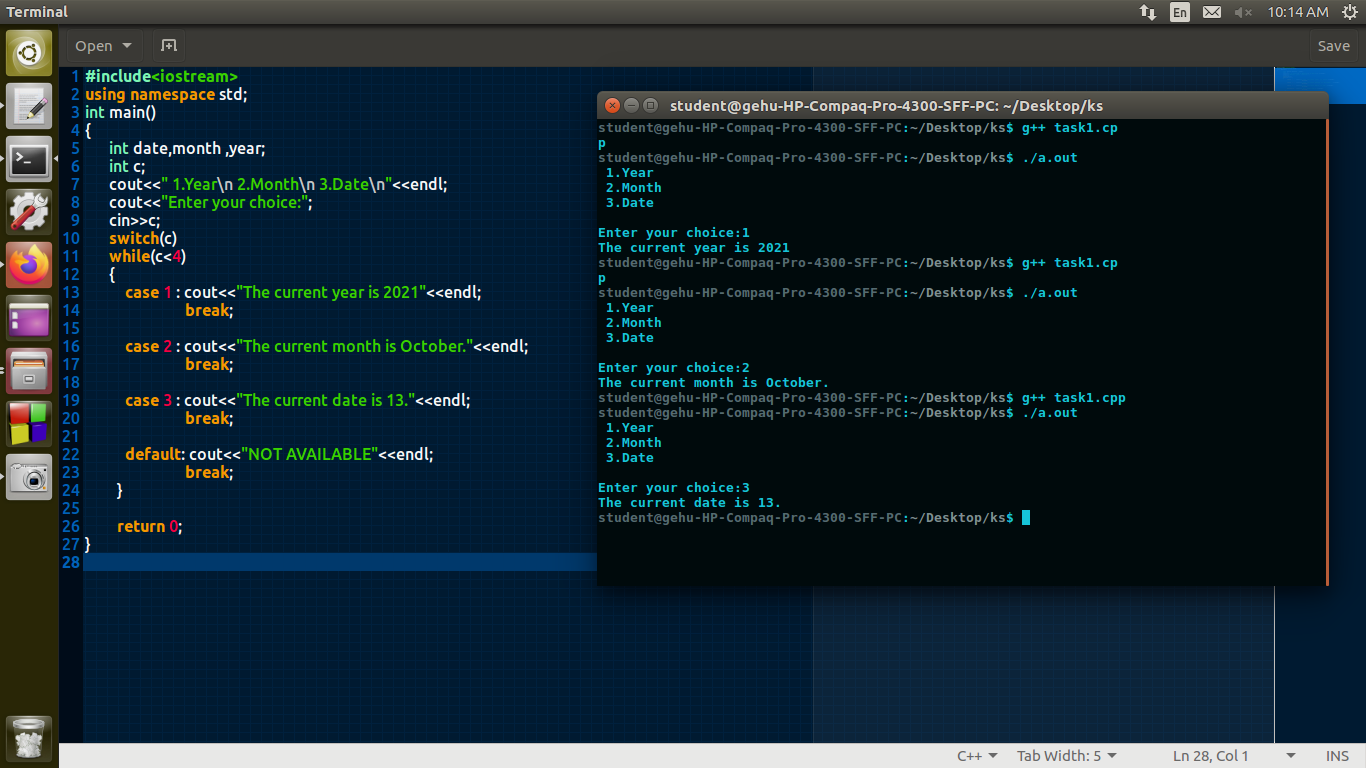 Terminal
En
10:14 AM
Open
Save
1 #include<iostream>
2 using namespace std;
3 int main()
4 {
5 int date,month ,year;
6 int c;
7 cout<<" 1.Year\n 2.Month\n 3.Date\n"<<endl;
8 cout<<"Enter your choice:";
9 cin>>c;
10 switch(c)
11 while(c<4)
12 {
13 case 1 : cout<<"The current year is 2021"<<endl;
14 break;
15
16 case 2 : cout<<"The current month is October."<<endl;
17 break;
18
19 case 3 : cout<<"The current date is 13."<<endl;
20 break;
21
22 default: cout<<"NOT AVAILABLE"<<endl;
23 break;
24 }
25
26 return 0;
27 }
28
student@gehu-HP-Compaq-Pro-4300-SFF-PC: ~/Desktop/ks
student@gehu-HP-Compaq-Pro-4300-SFF-PC:~/Desktop/ks$ g++ task1.cp
p
student@gehu-HP-Compaq-Pro-4300-SFF-PC:~/Desktop/ks$ ./a.out
1.Year
2.Month
3.Date
Enter your choice:1
The current year is 2021
student@gehu-HP-Compaq-Pro-4300-SFF-PC:~/Desktop/ks$ g++ task1.cp
p
student@gehu-HP-Compaq-Pro-4300-SFF-PC:~/Desktop/ks$ ./a.out
1.Year
2.Month
3.Date
Enter your choice:2
The current month is October.
student@gehu-HP-Compaq-Pro-4300-SFF-PC:~/Desktop/ks$ g++ task1.cpp
student@gehu-HP-Compaq-Pro-4300-SFF-PC:~/Desktop/ks$ ./a.out
1.Year
2.Month
3.Date
Enter your choice:3
The current date is 13.
student@gehu-HP-Compaq-Pro-4300-SFF-PC:~/Desktop/ks$
C++
Tab Width: 5
Ln 28, Col 1
INS